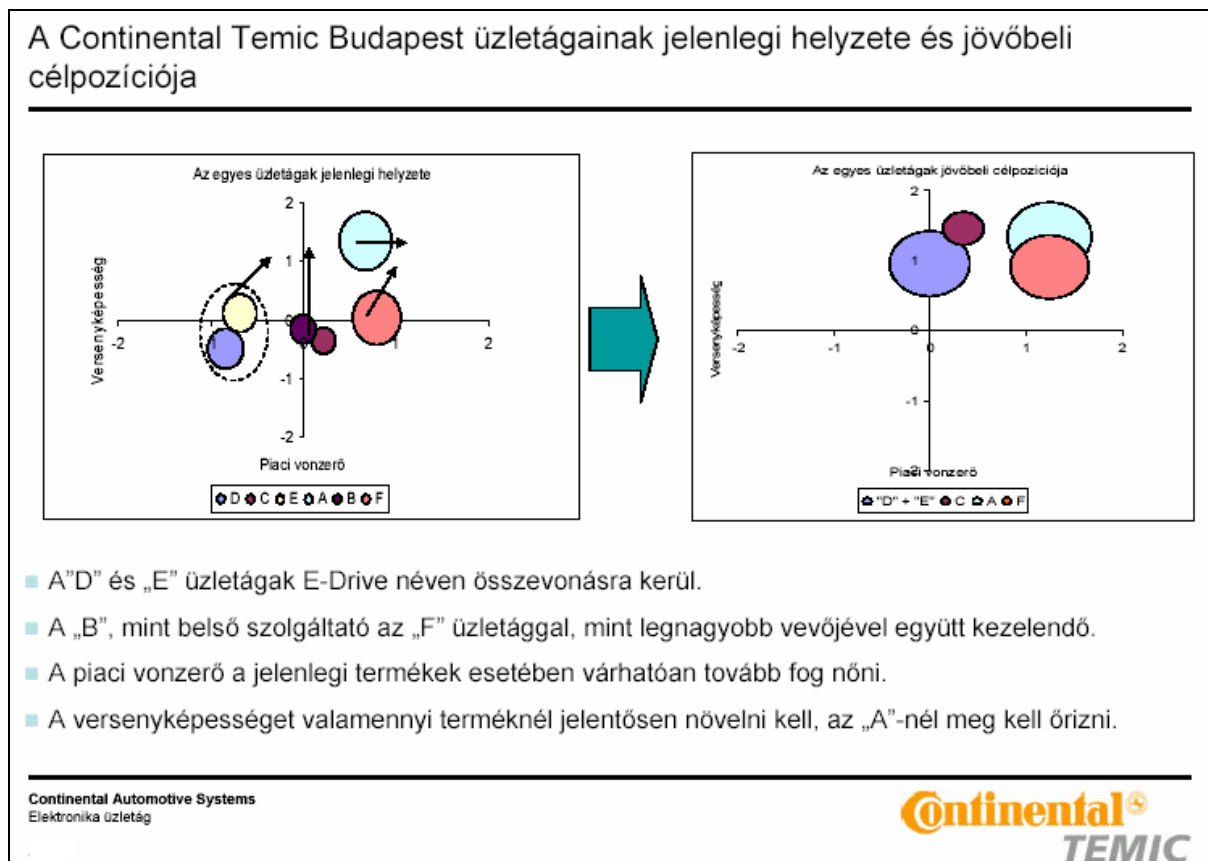 A Continental Temic Budapest üzletágainak jelenlegi helyzete és jövőbeli
célpozíciója
Az egyes üzletágak jelenlegi helyzete
Versenyképesség
2
1
0
-2
1
1
2
-1
-2
Piaci vonzerő
D C E A B F
Az egyes üzletágak jövőbeli célpozíciója
Versenyképesség
2
1
0
-2
-1
0
1
2
-1
-2
Piaci vonzerő
"D" + "E" C A F
A"D" és „E" üzletágak E-Drive néven összevonásra kerül.
A „B", mint belső szolgáltató az „F" üzletággal, mint legnagyobb vevőjével együtt kezelendő.
A piaci vonzerő a jelenlegi termékek esetében várhatóan tovább fog nőni.
A versenyképességet valamennyi terméknél jelentősen növelni kell, az „A"-nél meg kell őrizni.
Continental Automotive Systems
Elektronika üzletág
Continental
TEMIC